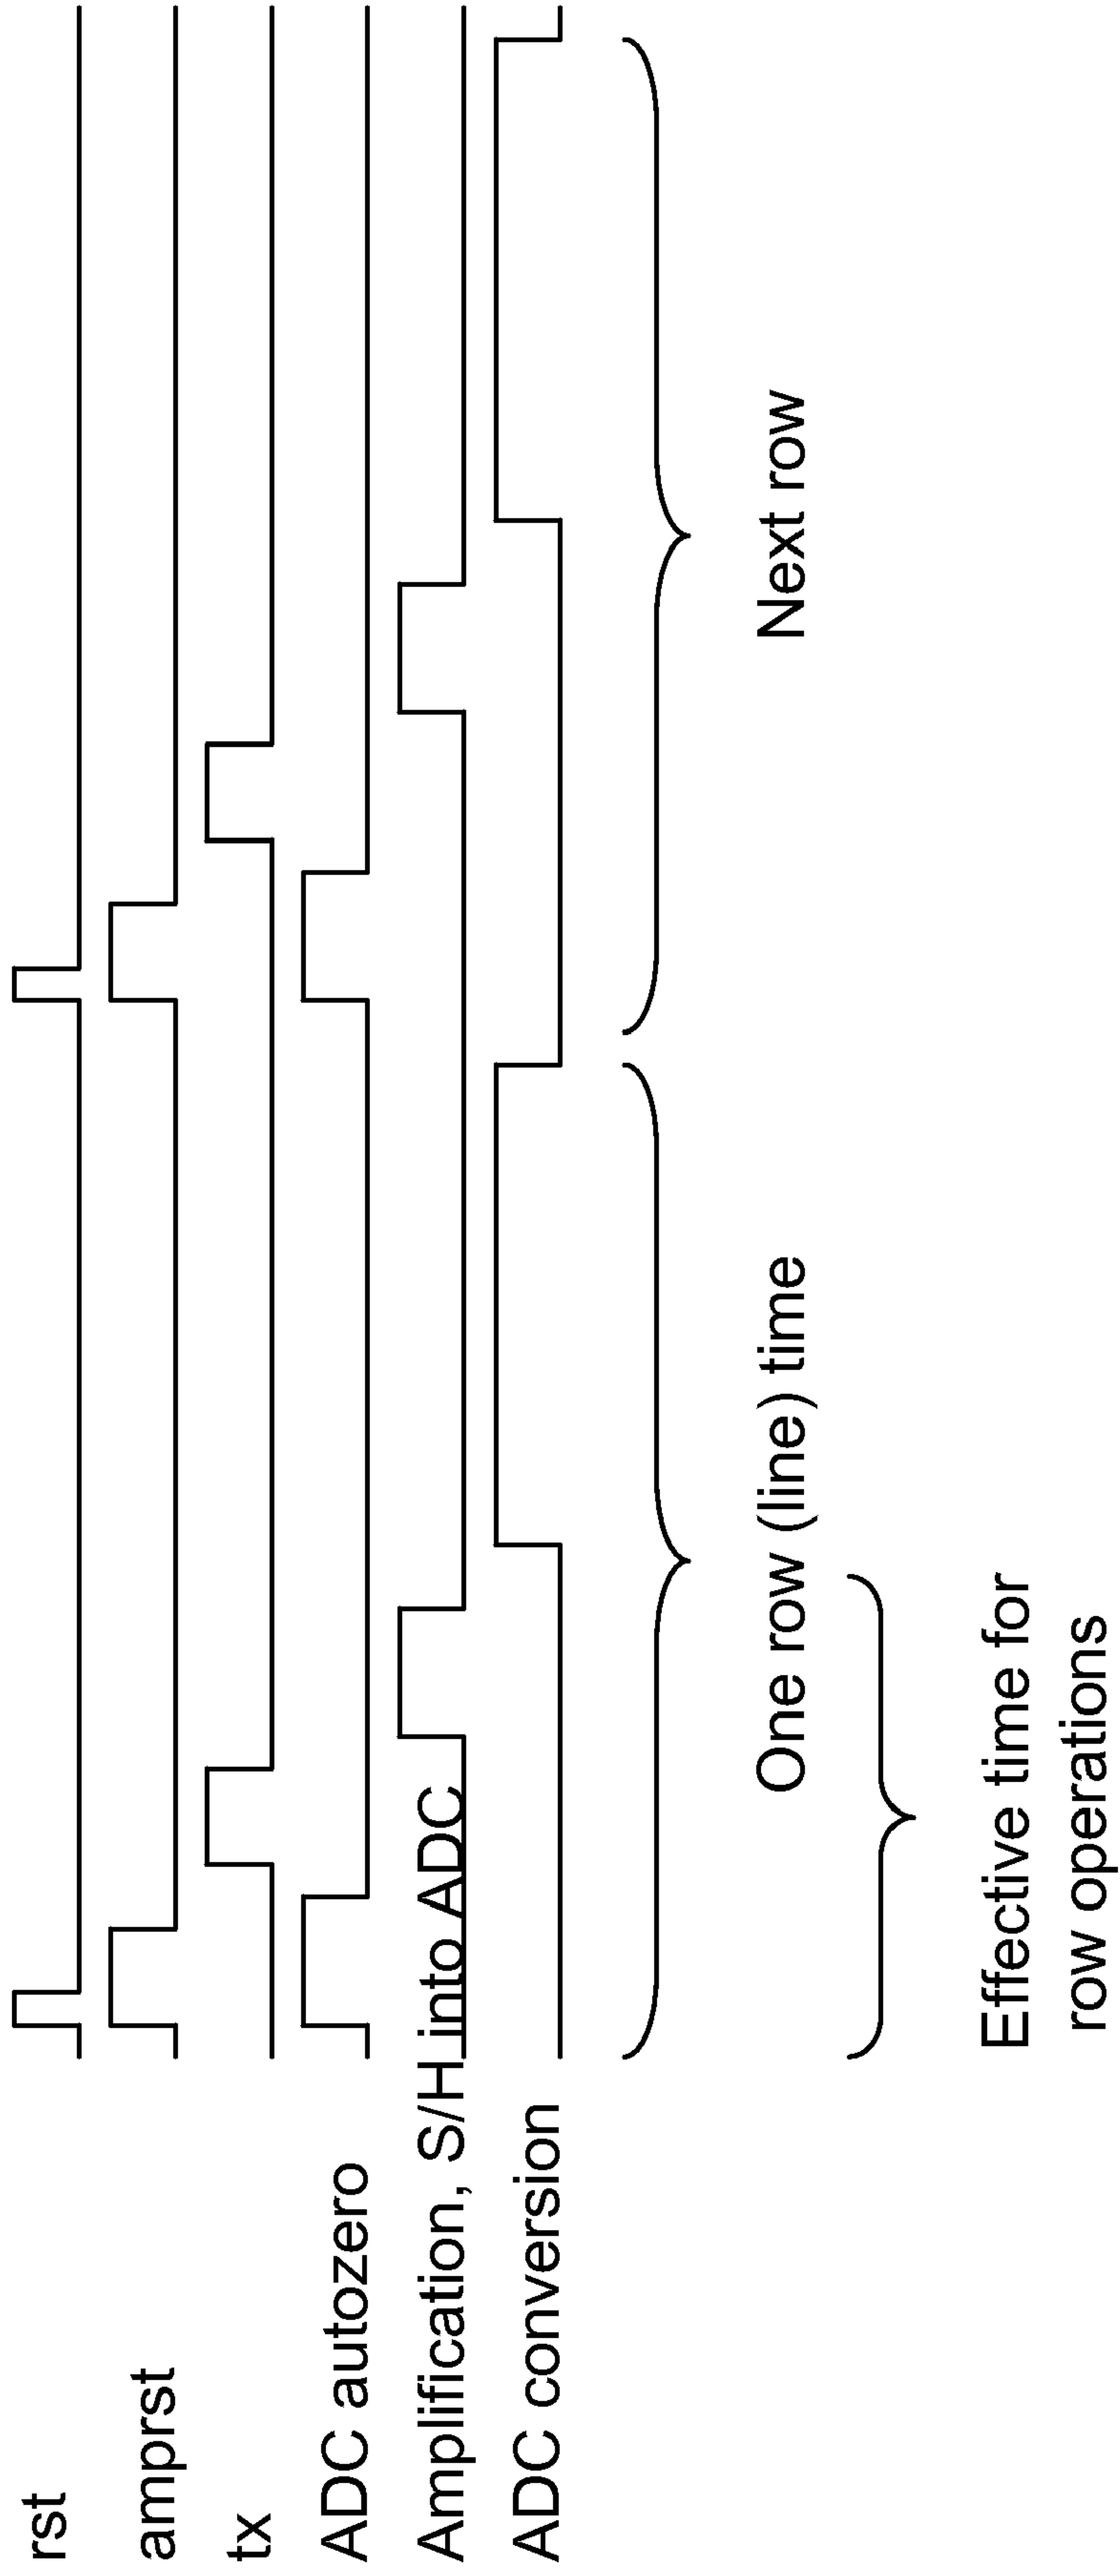 rst
amprst
tx
ADC autozero
Amplification, S/H into ADC
ADC conversion
One row (line) time
Next row
Effective time for
row operations